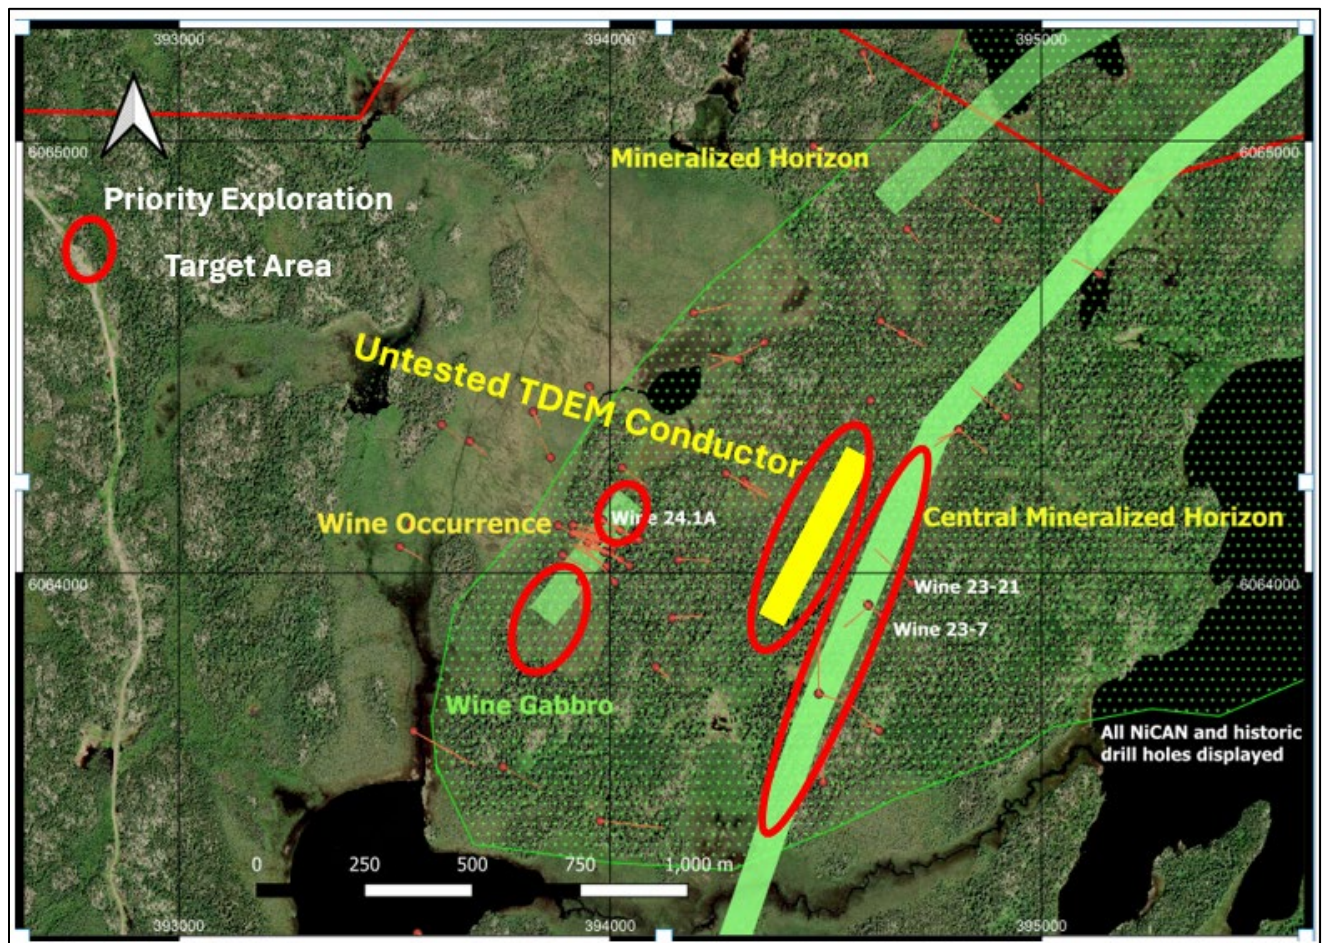 393000
394000
395000
6065000
6065000
Mineralized Horizon
Priority Exploration
Target Area
Untested TDEM Conductor
Wine 24.1A
Wine Occurrence
Central Mineralized Horizon
6064000
6064000
Wine 23-21
Wine 23-7
Wine Gabbro
All NiCAN and historic
drill holes displayed
0
250
500
750
1,000 m
393000
394000
395000